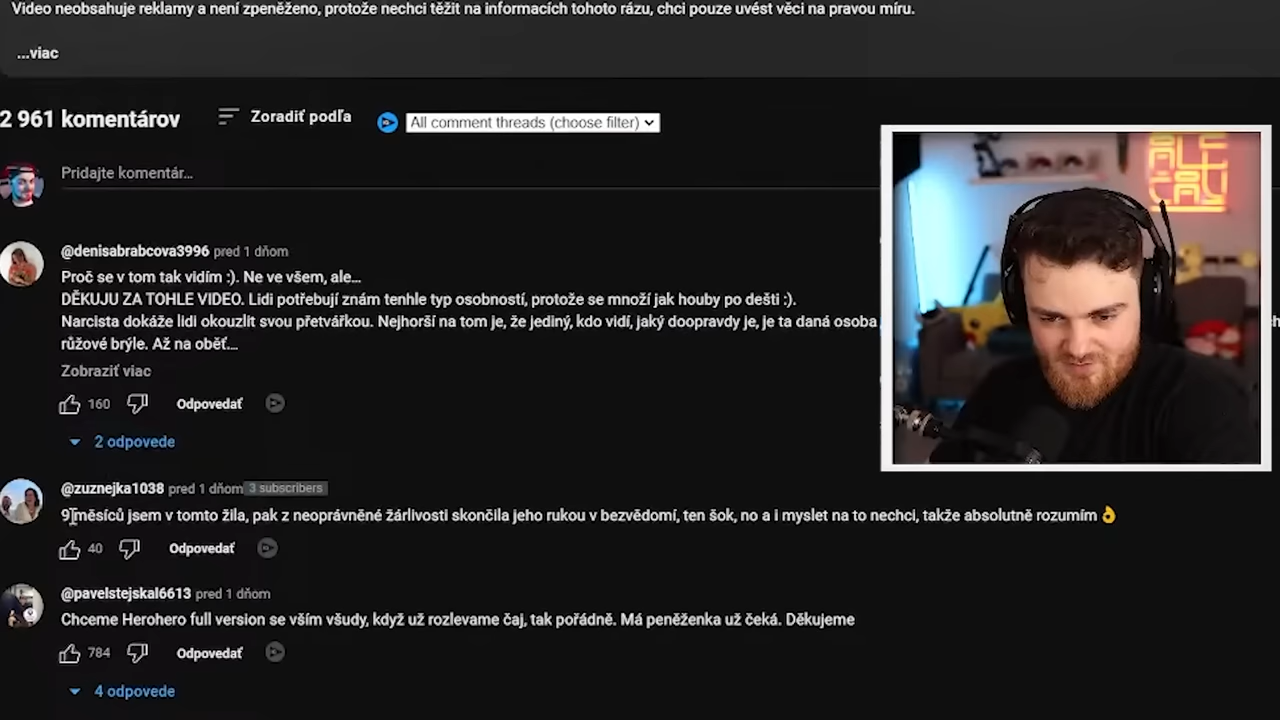 Video neobsahuje reklamy a není zpeněženo, protože nechci těžit na informacích tohoto rázu, chci pouze uvést věci na pravou míru.
...viac
2 961 komentárov
Zoradiť podľa
All comment threads (choose filter)
Pridajte komentár...
@denisabrabcova3996 pred 1 dňom
Proč se v tom tak vidím :). Ne ve všem, ale...
DĚKUJU ZA TOHLE VIDEO. Lidi potřebují znám tenhle typ osobností, protože se množí jak houby po dešti :).
Narcista dokáže lidi okouzlit svou přetvářkou. Nejhorší na tom je, že jediný, kdo vidí, jaký doopravdy je, je ta daná osoba
růžové brýle. Až na oběť...
Zobraziť viac
160 Odpovedať
2 odpovede
@zuznejka1038 pred 1 dňom 3 subscribers
9 měsíců jsem v tomto žila, pak z neoprávněné žárlivosti skončila jeho rukou v bezvědomí, ten šok, no a i myslet na to nechci, takže absolutně rozumím 👌
40 Odpovedať
@pavelstejskal6613 pred 1 dňom
Chceme Herohero full version se vším všudy, když už rozlevame čaj, tak pořádně. Má peněženka už čeká. Děkujeme
784 Odpovedať
4 odpovede